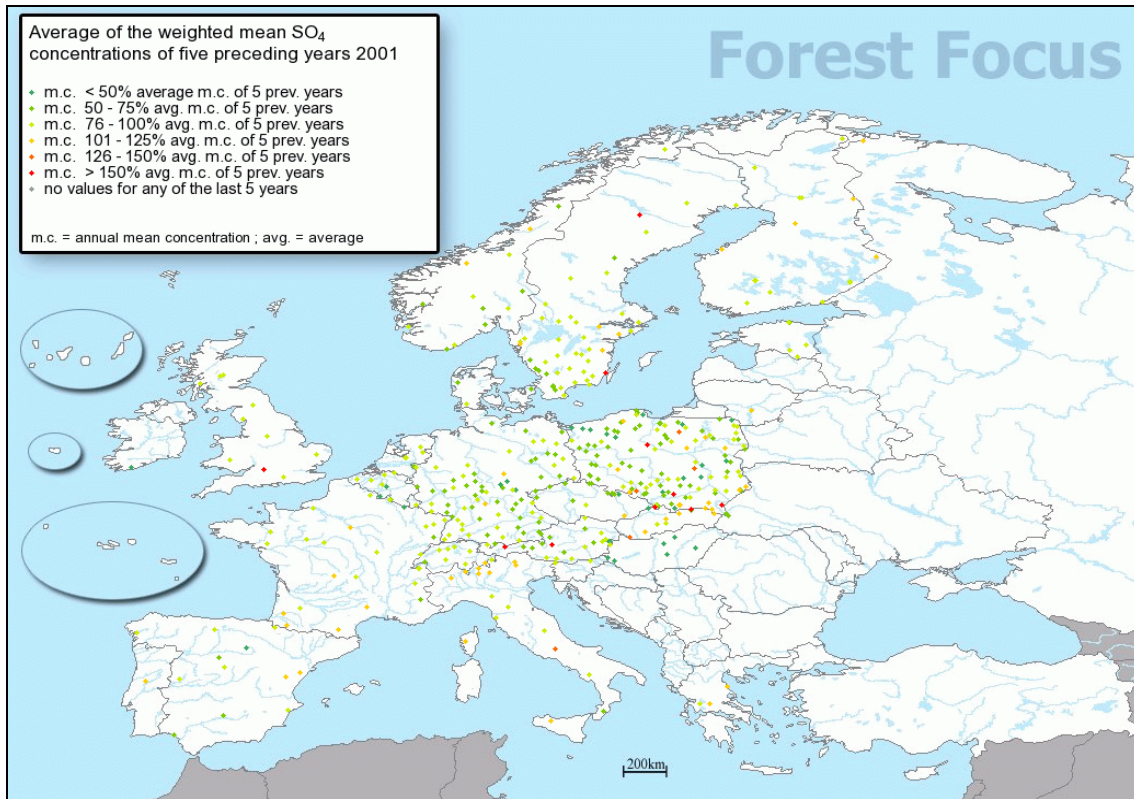 Average of the weighted mean SO₄
concentrations of five preceding years 2001
m.c. < 50% average m.c. of 5 prev. years
m.c. 50 - 75% avg. m.c. of 5 prev. years
m.c. 76 - 100% avg. m.c. of 5 prev. years
m.c. 101 - 125% avg. m.c. of 5 prev. years
m.c. 126 - 150% avg. m.c. of 5 prev. years
m.c. > 150% avg. m.c. of 5 prev. years
no values for any of the last 5 years
m.c. = annual mean concentration ; avg. = average
Forest Focus
200km